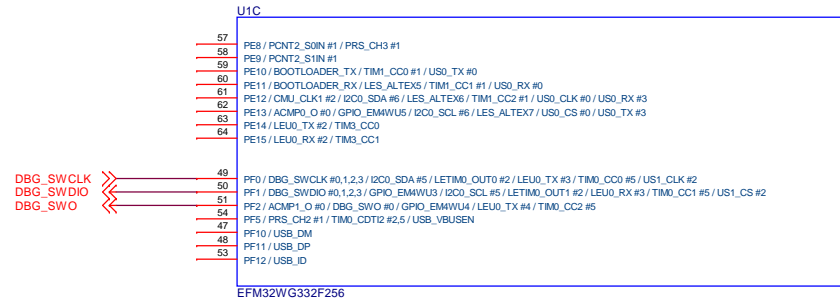 U1C
57 PE8 / PCNT2_S0IN #1 / PRS_CH3 #1
58 PE9 / PCNT2_S1IN #1
59 PE10 / BOOTLOADER_TX / TIM1_CC0 #1 / US0_TX #0
60 PE11 / BOOTLOADER_RX / LES_ALTEX5 / TIM1_CC1 #1 / US0_RX #0
61 PE12 / CMU_CLK1 #2 / I2C0_SDA #6 / LES_ALTEX6 / TIM1_CC2 #1 / US0_CLK #0 / US0_RX #3
62 PE13 / ACMP0_O #0 / GPIO_EM4WU5 / I2C0_SCL #6 / LES_ALTEX7 / US0_CS #0 / US0_TX #3
63 PE14 / LEU0_TX #2 / TIM3_CC0
64 PE15 / LEU0_RX #2 / TIM3_CC1
DBG_SWCLK 49 PF0 / DBG_SWCLK #0,1,2,3 / I2C0_SDA #5 / LETIM0_OUT0 #2 / LEU0_TX #3 / TIM0_CC0 #5 / US1_CLK #2
DBG_SWDIO 50 PF1 / DBG_SWDIO #0,1,2,3 / GPIO_EM4WU3 / I2C0_SCL #5 / LETIM0_OUT1 #2 / LEU0_RX #3 / TIM0_CC1 #5 / US1_CS #2
DBG_SWO 51 PF2 / ACMP1_O #0 / DBG_SWO #0 / GPIO_EM4WU4 / LEU0_TX #4 / TIM0_CC2 #5
54 PF5 / PRS_CH2 #1 / TIM0_CDTI2 #2,5 / USB_VBUSEN
47 PF10 / USB_DM
48 PF11 / USB_DP
53 PF12 / USB_ID
EFM32WG332F256